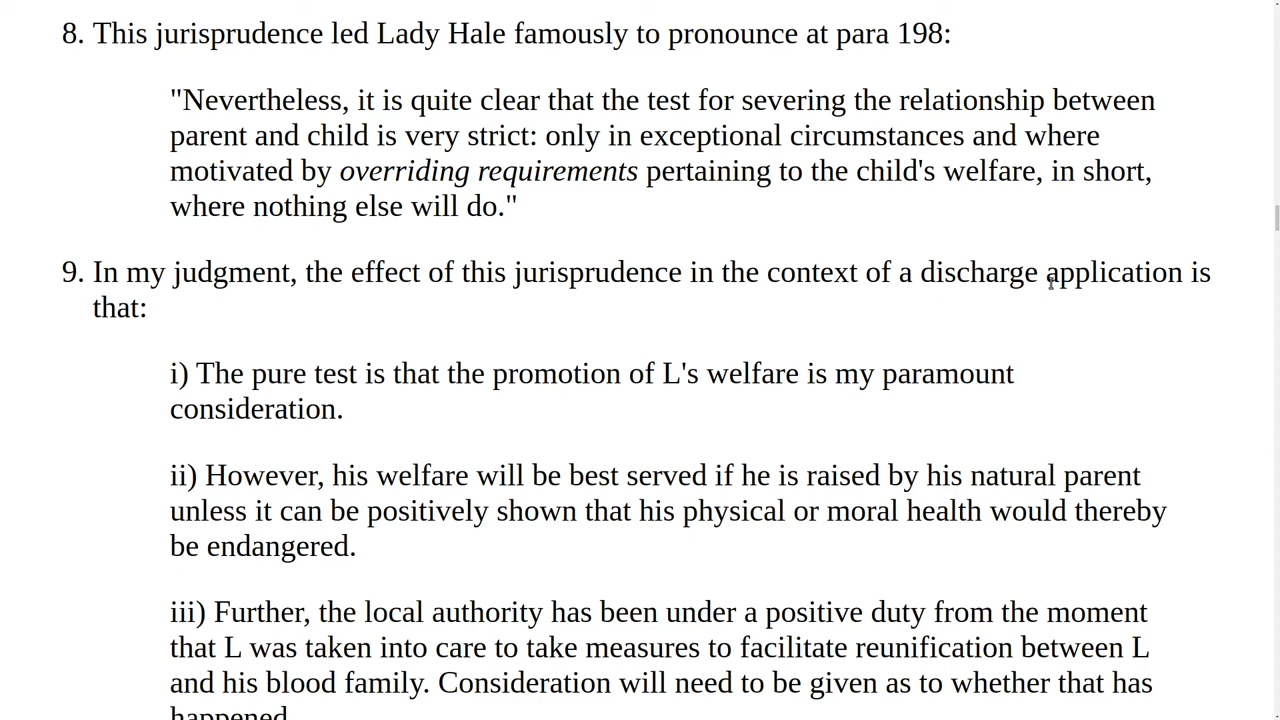 8. This jurisprudence led Lady Hale famously to pronounce at para 198:
"Nevertheless, it is quite clear that the test for severing the relationship between
parent and child is very strict: only in exceptional circumstances and where
motivated by overriding requirements pertaining to the child's welfare, in short,
where nothing else will do."
9. In my judgment, the effect of this jurisprudence in the context of a discharge application is
that:
i) The pure test is that the promotion of L's welfare is my paramount
consideration.
ii) However, his welfare will be best served if he is raised by his natural parent
unless it can be positively shown that his physical or moral health would thereby
be endangered.
iii) Further, the local authority has been under a positive duty from the moment
that L was taken into care to take measures to facilitate reunification between L
and his blood family. Consideration will need to be given as to whether that has
happened.